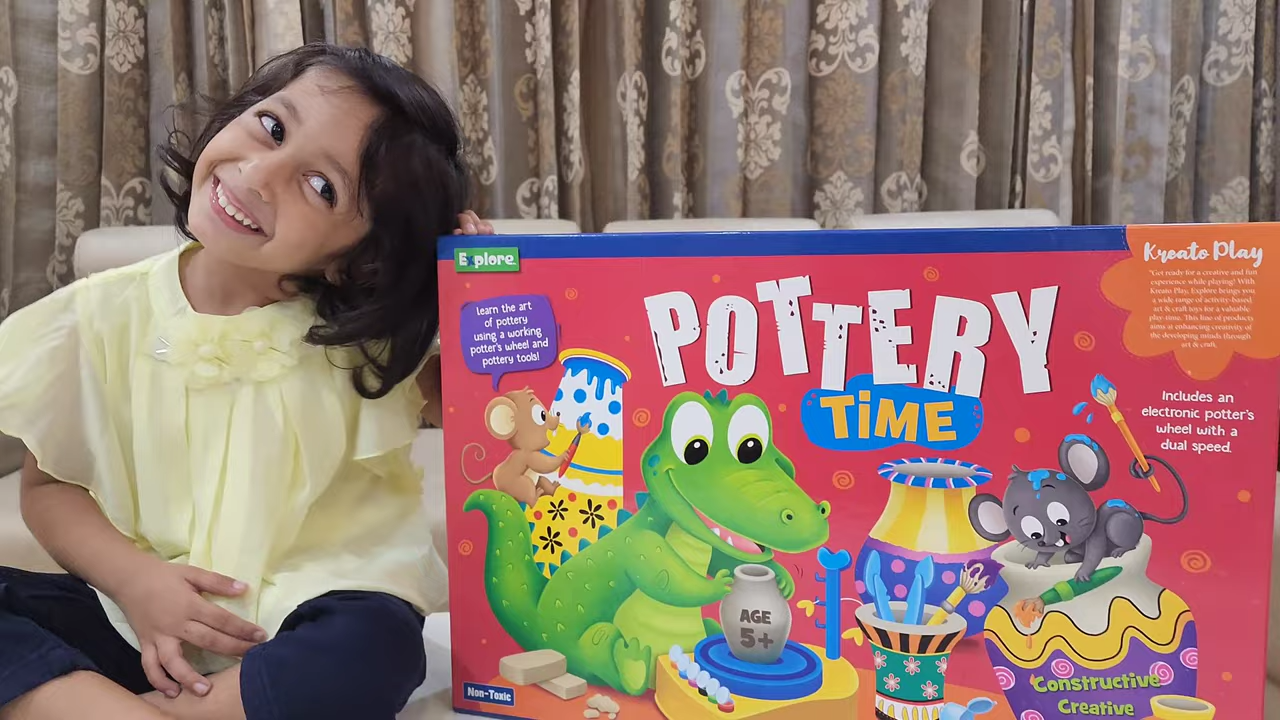 Explore
Kreato Play
"Get ready for a creative and fun
experience while playing! With
Kreato Play, Explore brings you
a wide range of activity-based
art & craft toys for a valuable
play-time. This line of products
aims at enhancing creativity of
the developing minds through
art & craft.
learn the art
of pottery
using a working
potter's wheel and
pottery tools!
POTTERY
TiME
Includes an
electronic potter's
wheel with a
dual speed.
AGE
5+
Non-Toxic
Constructive
Creative